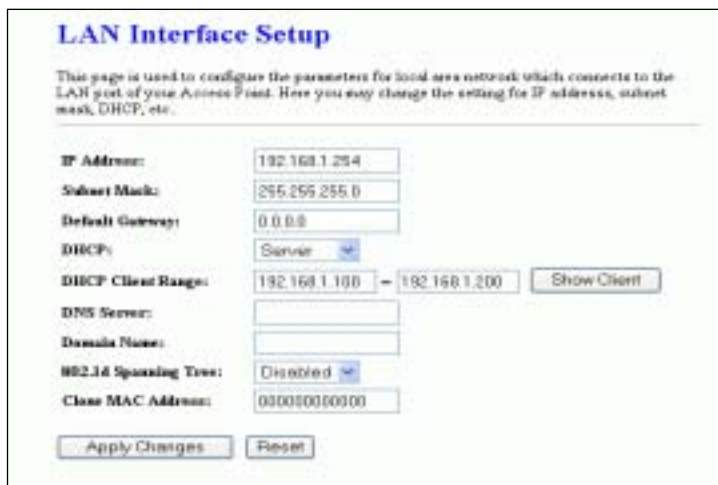 LAN Interface Setup
This page is used to configure the parameters for local area network which connects to the
LAN port of your Access Point. Here you may change the setting for IP addresss, subnet
mask, DHCP, etc..
IP Address: 192.168.1.254
Subnet Mask: 255.255.255.0
Default Gateway: 0.0.0.0
DHCP: Server
DHCP Client Range: 192.168.1.100 – 192.168.1.200 Show Client
DNS Server:
Domain Name:
802.1d Spanning Tree: Disabled
Clone MAC Address: 000000000000
Apply Changes Reset